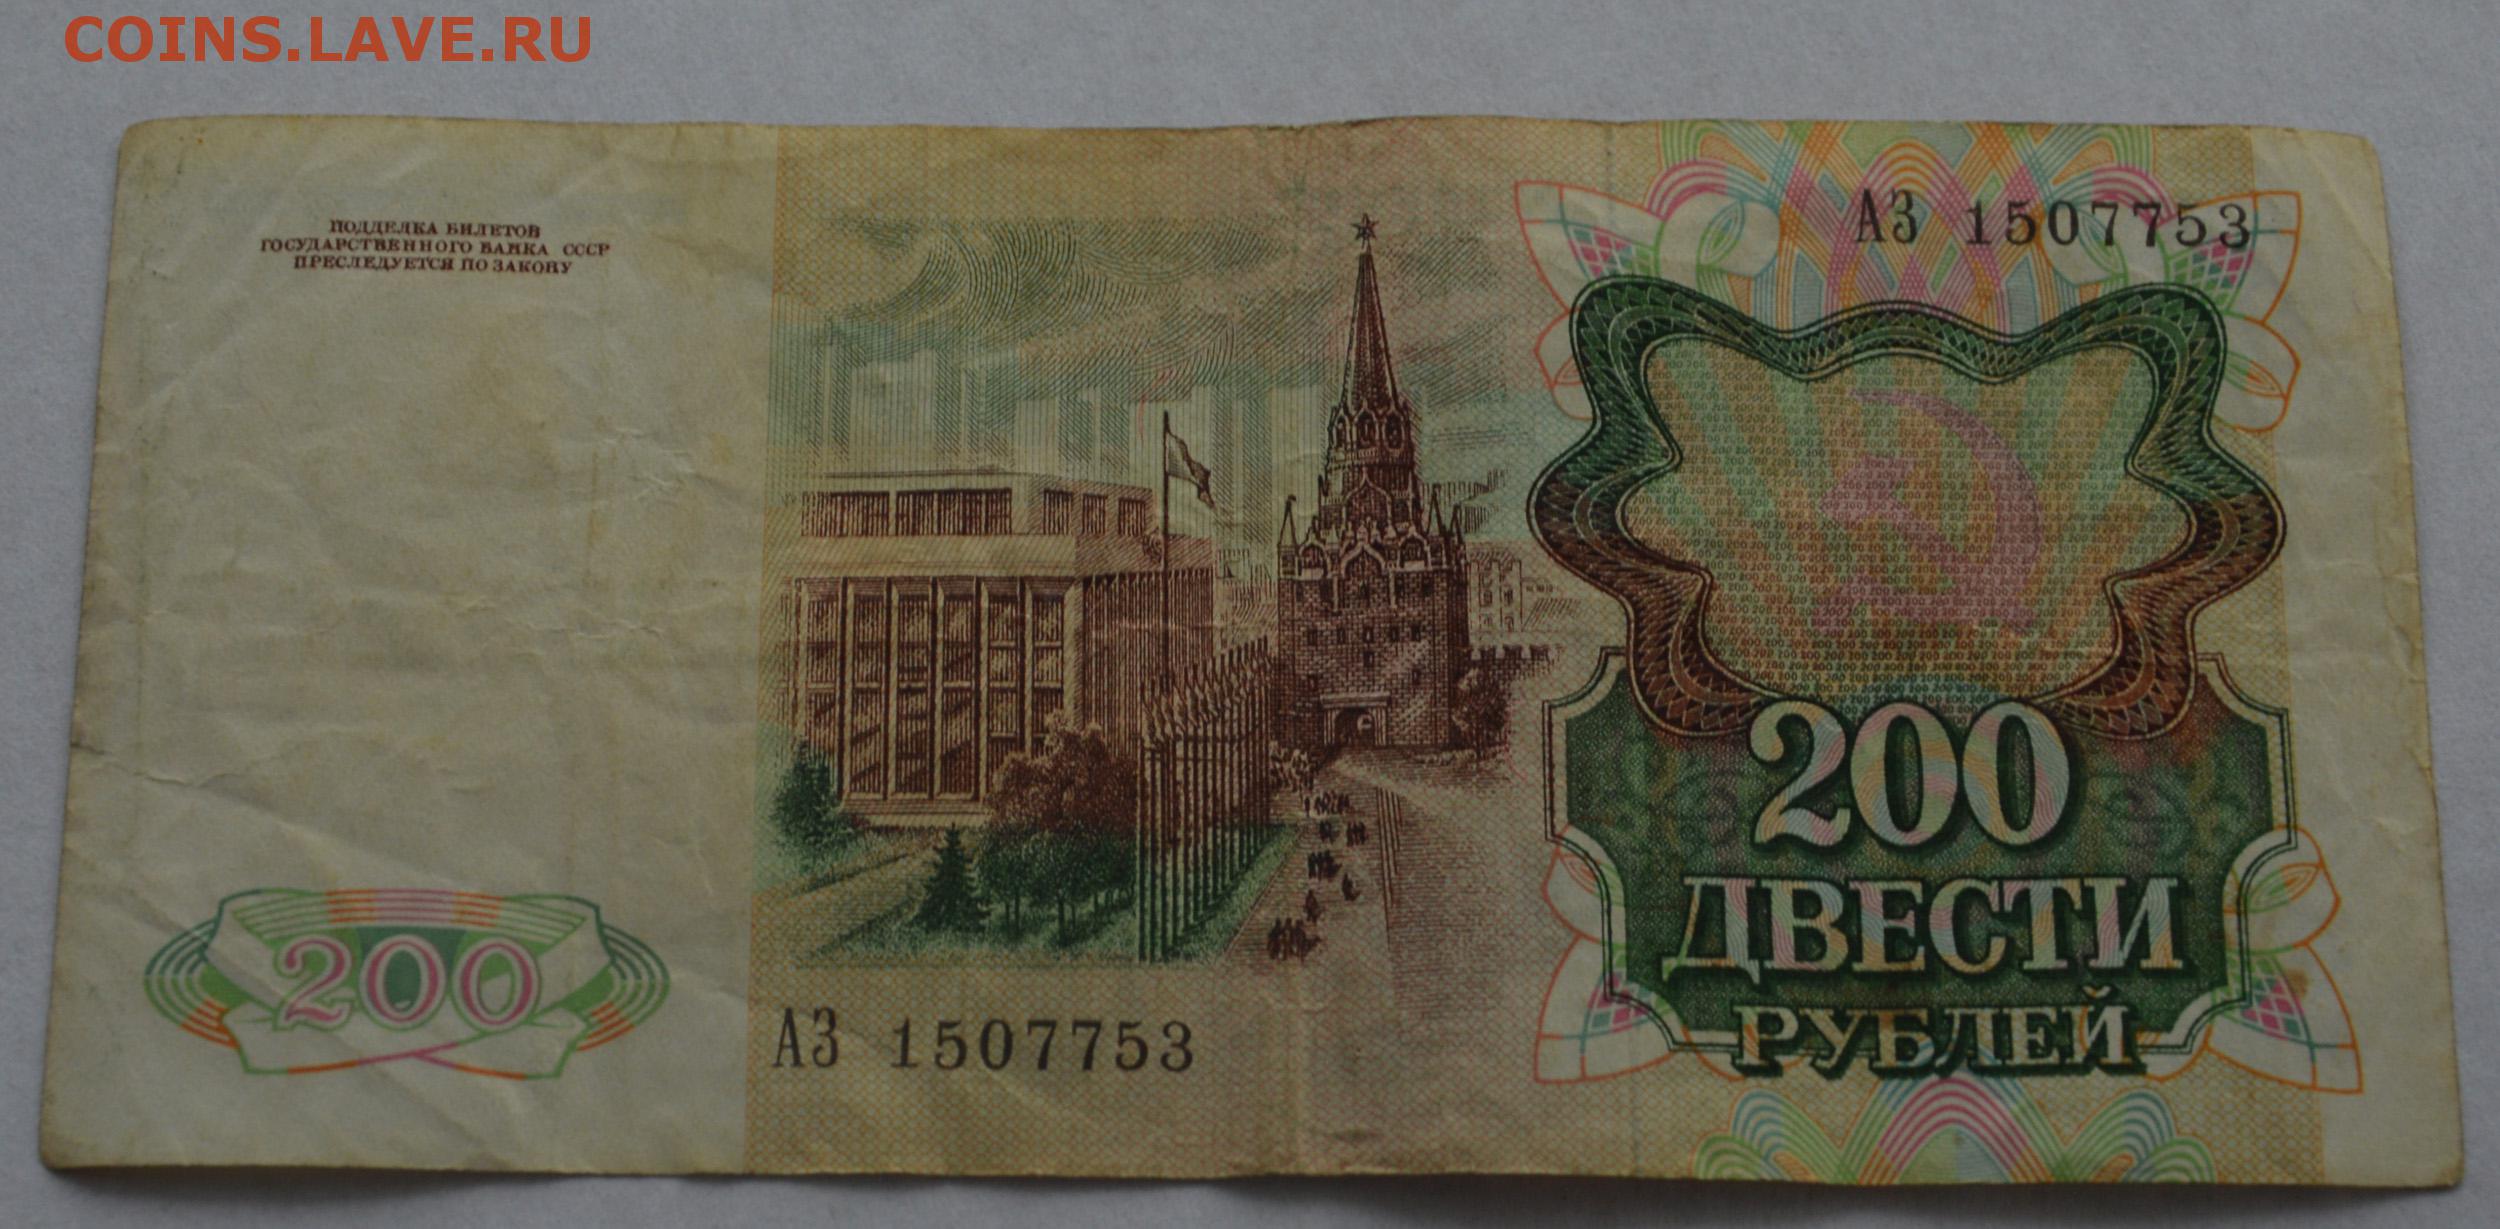 COINS.LAVE.RU
ПОДДЕЛКА БИЛЕТОВ
ГОСУДАРСТВЕННОГО БАНКА СССР
ПРЕСЛЕДУЕТСЯ ПО ЗАКОНУ
АЗ 1507753
200
ДВЕСТИ
РУБЛЕЙ
200
АЗ 1507753